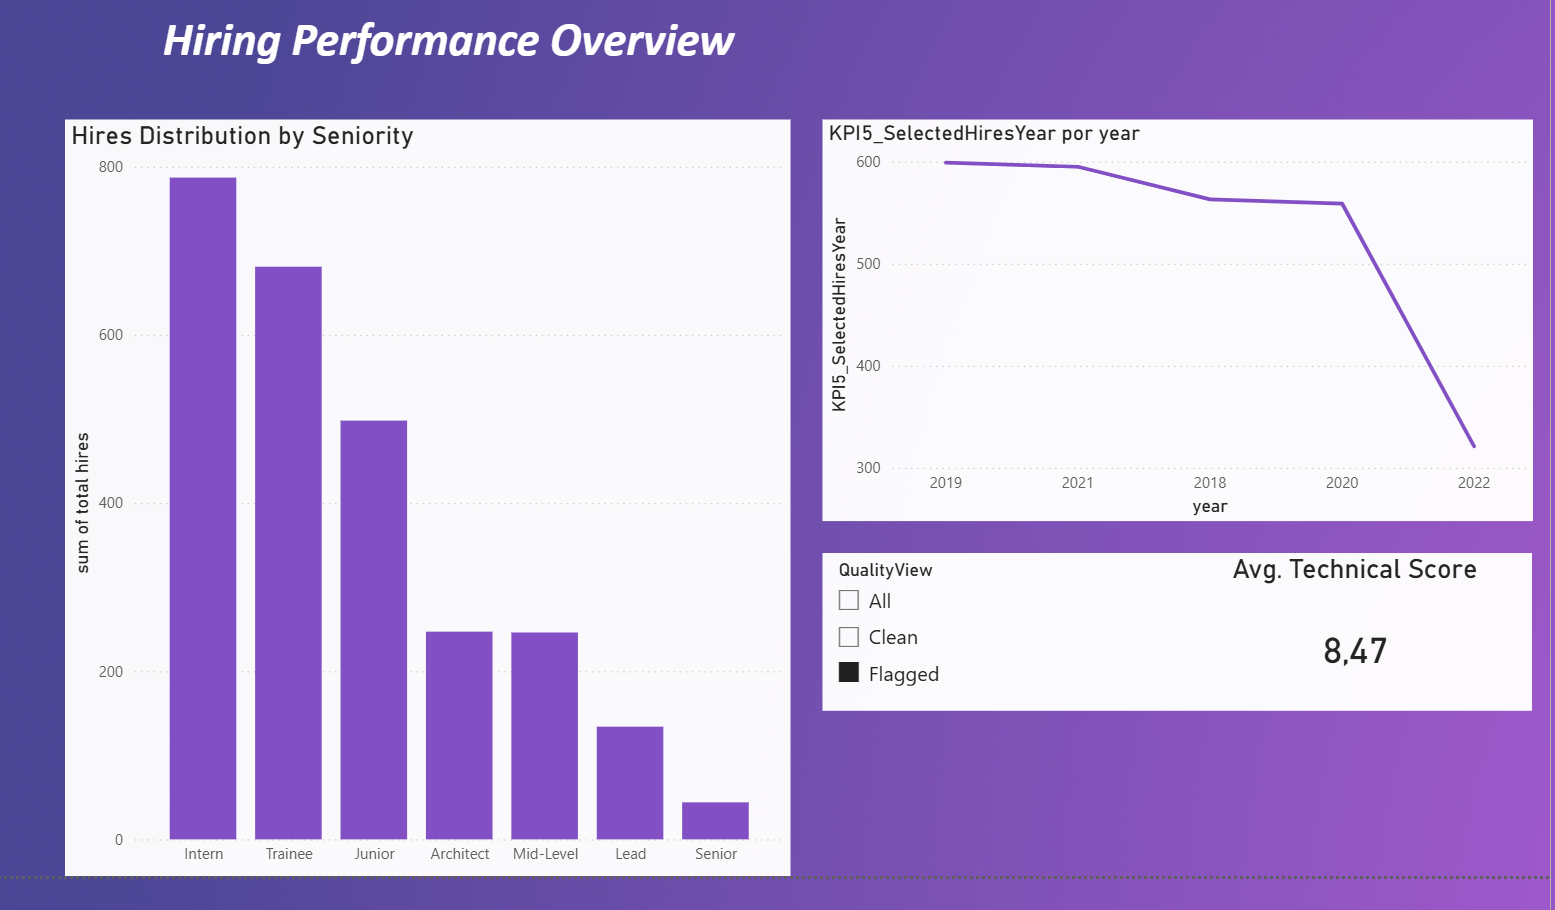 Hiring Performance Overview
Hires Distribution by Seniority
sum of total hires
800
600
400
200
0
Intern Trainee Junior Architect Mid-Level Lead Senior
KPI5_SelectedHiresYear por year
KPI5_SelectedHiresYear
600
500
400
300
2019 2021 2018 2020 2022
year
QualityView
All
Clean
Flagged
Avg. Technical Score
8,47